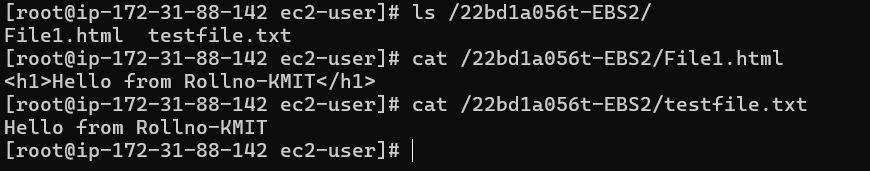 [root@ip-172-31-88-142 ec2-user]# ls /22bd1a056t-EBS2/
File1.html  testfile.txt
[root@ip-172-31-88-142 ec2-user]# cat /22bd1a056t-EBS2/File1.html
<h1>Hello from Rollno-KMIT</h1>
[root@ip-172-31-88-142 ec2-user]# cat /22bd1a056t-EBS2/testfile.txt
Hello from Rollno-KMIT
[root@ip-172-31-88-142 ec2-user]#